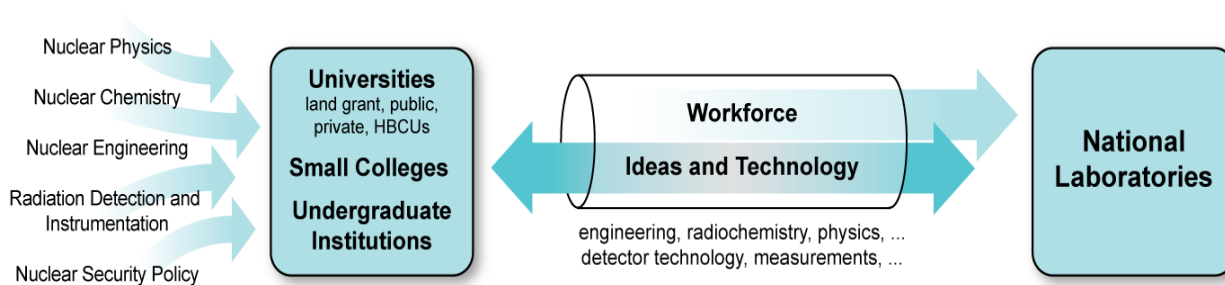 Nuclear Physics
Nuclear Chemistry
Nuclear Engineering
Radiation Detection and
Instrumentation
Nuclear Security Policy
Universities
land grant, public,
private, HBCUs
Small Colleges
Undergraduate
Institutions
Workforce
Ideas and Technology
engineering, radiochemistry, physics, ...
detector technology, measurements, ...
National
Laboratories